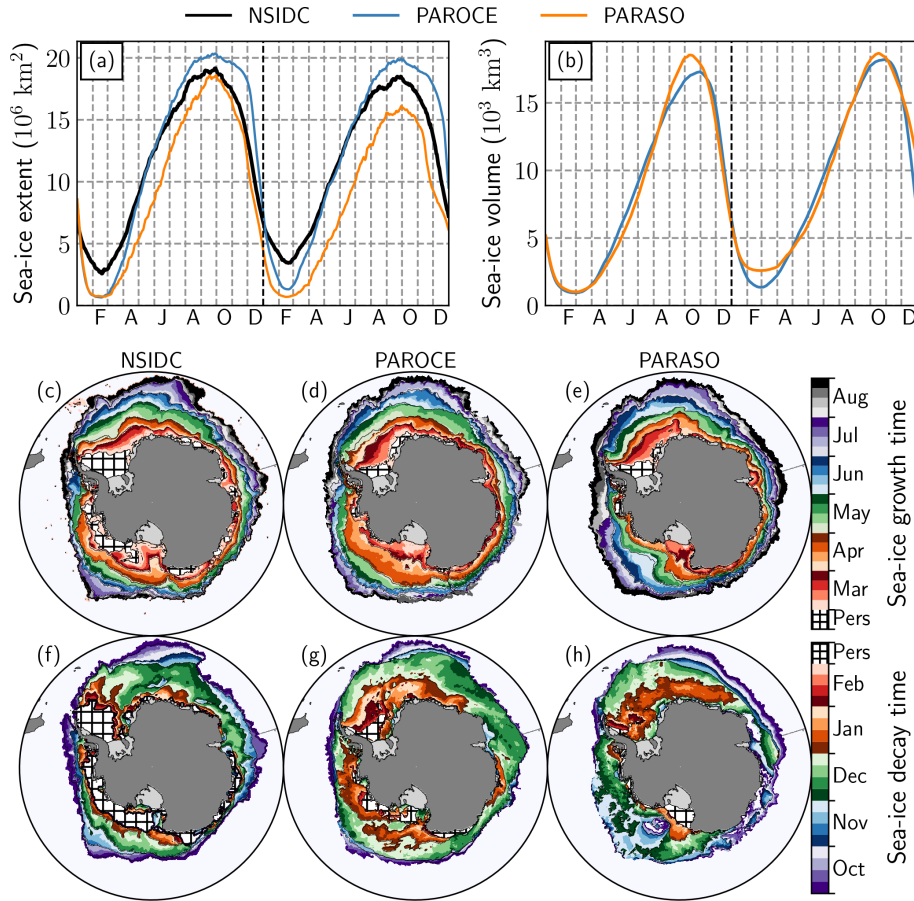 NSIDC PAROCE PARASO
(a)
Sea-ice extent (10⁶ km²)
20
15
10
5
0
F A J A O D F A J A O D
(b)
Sea-ice volume (10³ km³)
15
10
5
0
F A J A O D F A J A O D
NSIDC PAROCE PARASO
(c) (d) (e)
Aug
Jul
Jun
May
Apr
Mar
Pers
Sea-ice growth time
(f) (g) (h)
Pers
Feb
Jan
Dec
Nov
Oct
Sea-ice decay time